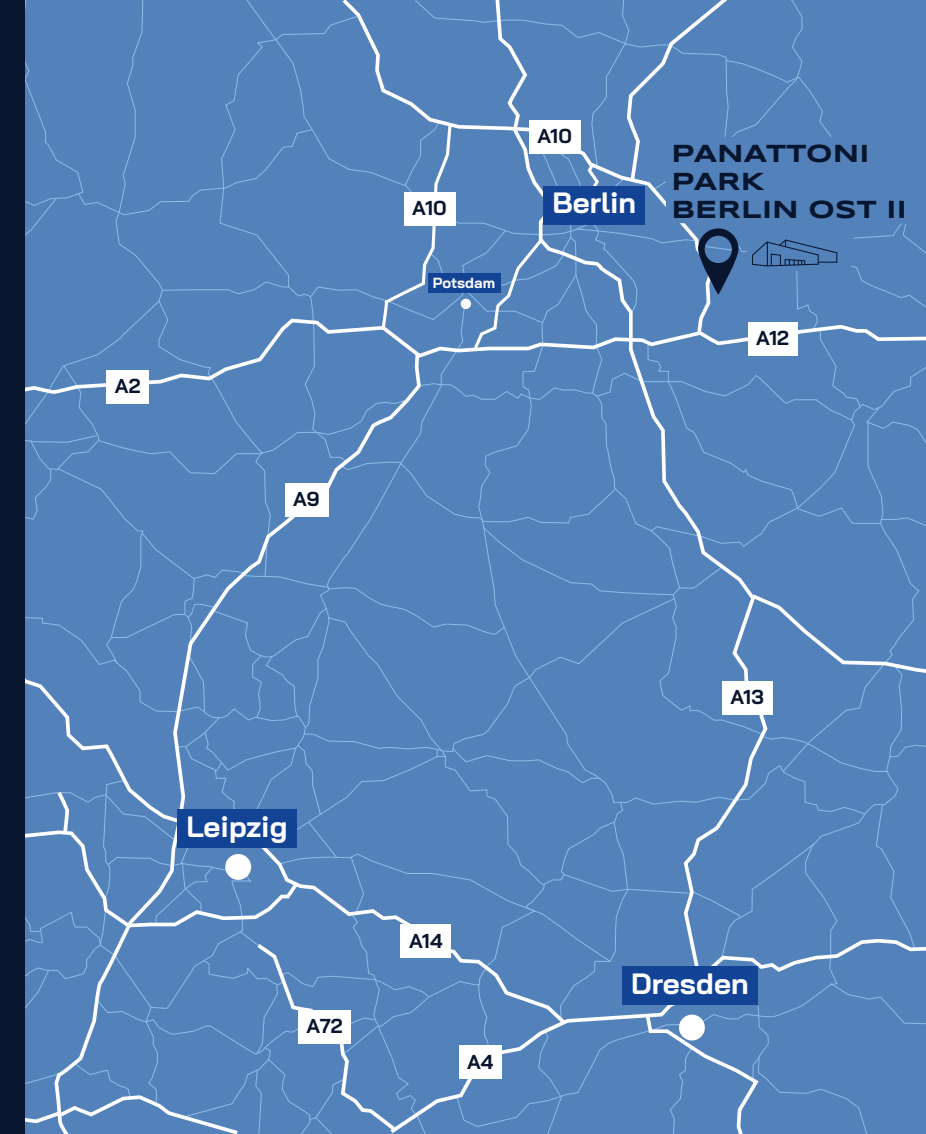 A10
PANATTONI
PARK
BERLIN OST II
A10
Berlin
Potsdam
A12
A2
A9
A13
Leipzig
A14
Dresden
A72
A4